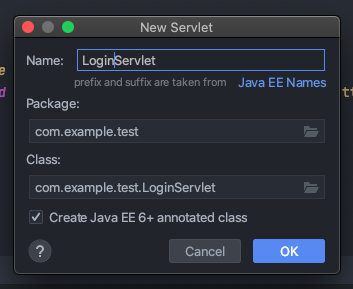 New Servlet
Name: LoginServlet
prefix and suffix are taken from Java EE Names
Package:
com.example.test
Class:
com.example.test.LoginServlet
Create Java EE 6+ annotated class
? Cancel OK